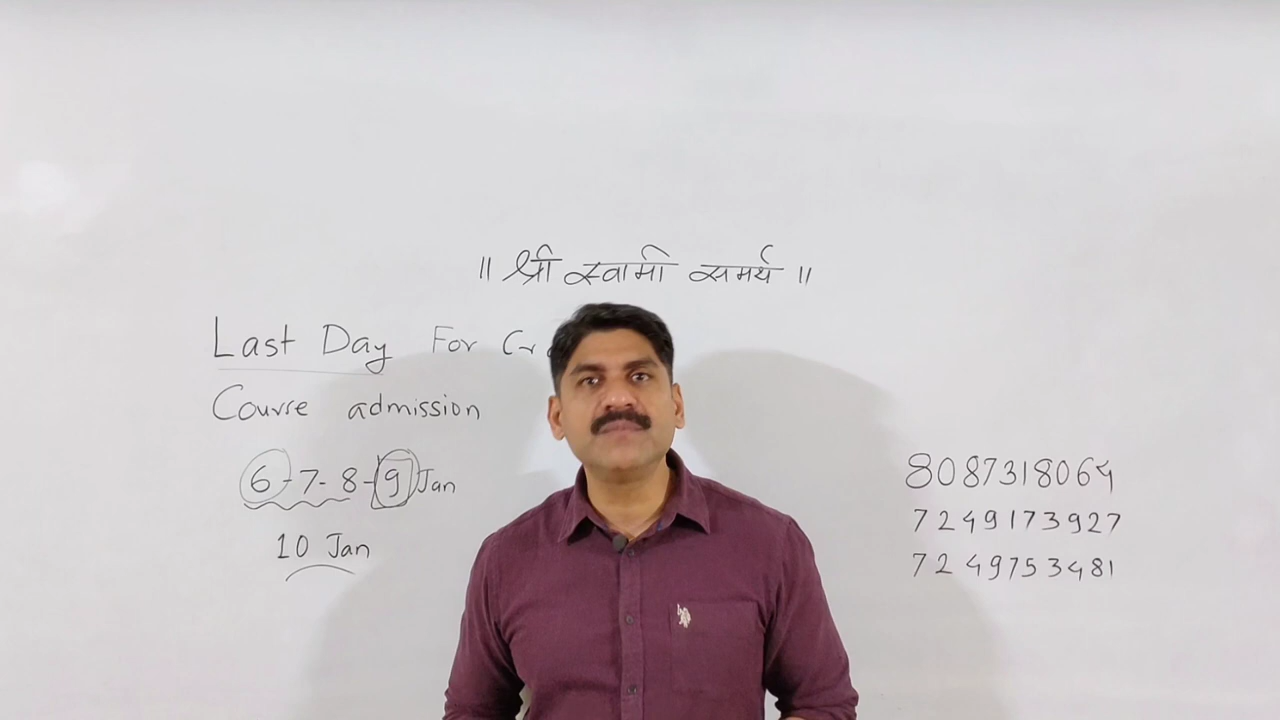 ॥ श्री स्वामी समर्थ ॥
Last Day For
Course admission
6-7-8-9 Jan
10 Jan
8087318064
7249173927
7249753481